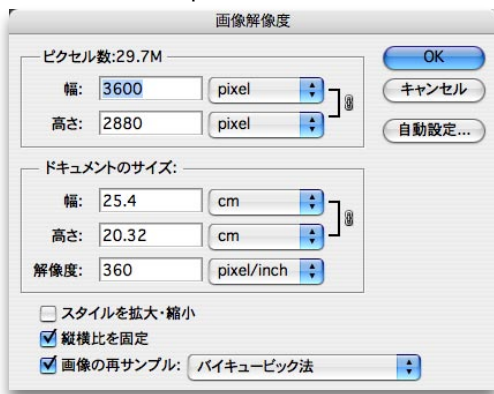 画像解像度
ピクセル数:29.7M
幅: 3600 pixel
高さ: 2880 pixel
OK
キャンセル
自動設定...
ドキュメントのサイズ:
幅: 25.4 cm
高さ: 20.32 cm
解像度: 360 pixel/inch
スタイルを拡大・縮小
縦横比を固定
画像の再サンプル: バイキュービック法